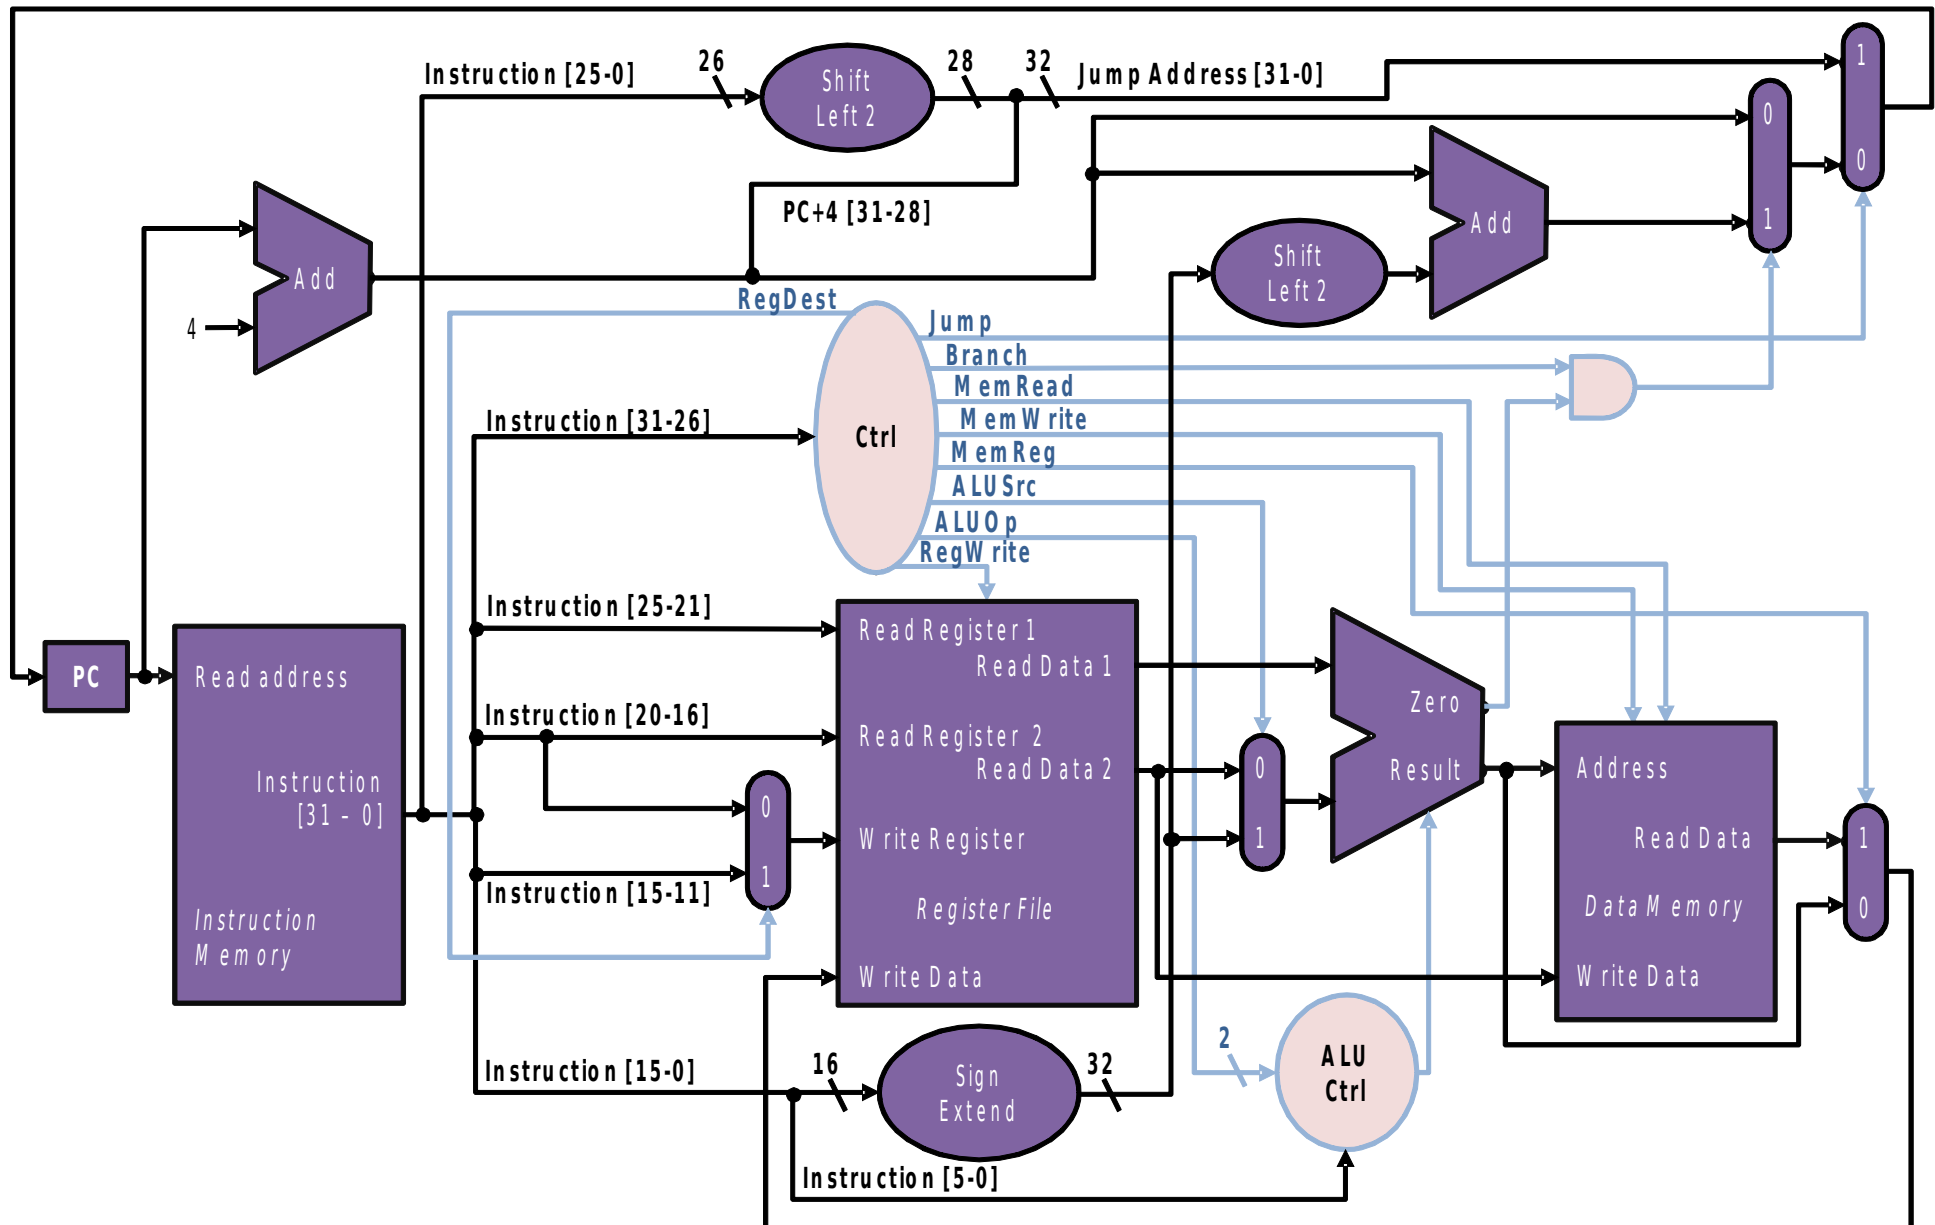 Instruction [25-0]
26
Shift
Left 2
28
32
Jump Address [31-0]
1
0
0
1
PC+4 [31-28]
Add
4
Add
Shift
Left 2
RegDest
Jump
Branch
MemRead
MemWrite
MemReg
ALUSrc
ALUOp
RegWrite
Ctrl
Instruction [31-26]
Instruction [25-21]
Instruction [20-16]
Instruction [15-11]
PC
Read address
Instruction
[31 – 0]
Instruction
Memory
0
1
Read Register 1
Read Data 1
Read Register 2
Read Data 2
Write Register
Register File
Write Data
0
1
Zero
Result
Address
Read Data
Data Memory
Write Data
1
0
Instruction [15-0]
16
Sign
Extend
32
2
ALU
Ctrl
Instruction [5-0]